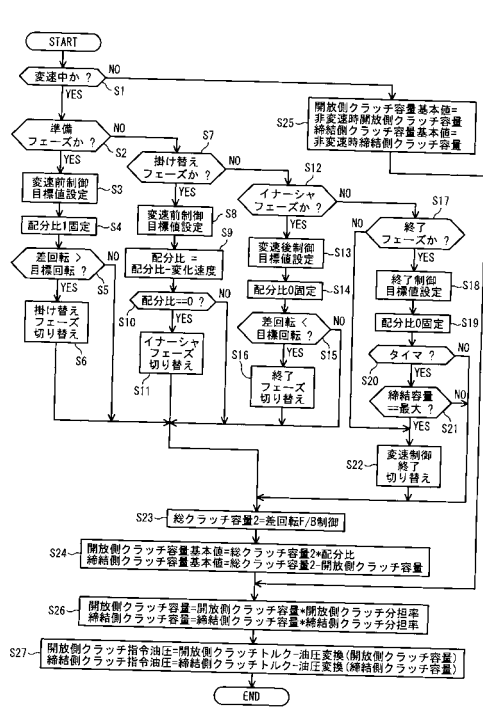 START
変速中か ?
NO
S1
YES
準備
フェーズか ?
NO
S2
YES
変速前制御
目標値設定
S3
配分比1固定
S4
差回転 >
目標回転 ?
NO
S5
YES
掛け替え
フェーズ
切り替え
S6
S7
掛け替え
フェーズか ?
NO
YES
変速前制御
目標値設定
S8
S9
配分比 =
配分比-変化速度
配分比==0 ?
NO
S10
YES
イナーシャ
フェーズ
切り替え
S11
S12
イナーシャ
フェーズか ?
NO
YES
変速後制御
目標値設定
S13
配分比0固定
S14
差回転 <
目標回転 ?
NO
S15
YES
S16
終了
フェーズ
切り替え
S17
終了
フェーズか ?
NO
YES
終了制御
目標値設定
S18
配分比0固定
S19
タイマ ?
NO
S20
YES
締結容量
==最大 ?
NO
S21
YES
S22
変速制御
終了
切り替え
S25
開放側クラッチ容量基本値=
非変速時開放側クラッチ容量
締結側クラッチ容量基本値=
非変速時締結側クラッチ容量
S23
総クラッチ容量2=差回転F/B制御
S24
開放側クラッチ容量基本値=総クラッチ容量2*配分比
締結側クラッチ容量基本値=総クラッチ容量2-開放側クラッチ容量
S26
開放側クラッチ容量=開放側クラッチ容量*開放側クラッチ分担率
締結側クラッチ容量=締結側クラッチ容量*締結側クラッチ分担率
S27
開放側クラッチ指令油圧=開放側クラッチトルク-油圧変換(開放側クラッチ容量)
締結側クラッチ指令油圧=締結側クラッチトルク-油圧変換(締結側クラッチ容量)
END